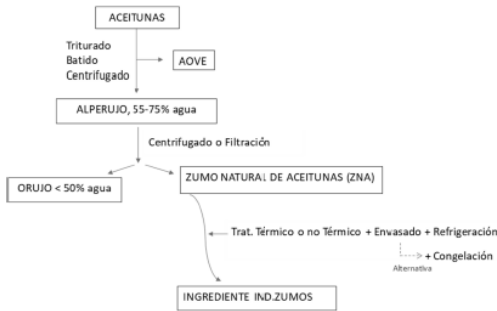 ACEITUNAS
Triturado
Batido
Centrifugado
AOVE
ALPERUJO, 55-75% agua
Centrifugado o Filtración
ORUJO < 50% agua
ZUMO NATURAL DE ACEITUNAS (ZNA)
Trat. Térmico o no Térmico + Envasado + Refrigeración
+ Congelación
Alternativa
INGREDIENTE IND.ZUMOS